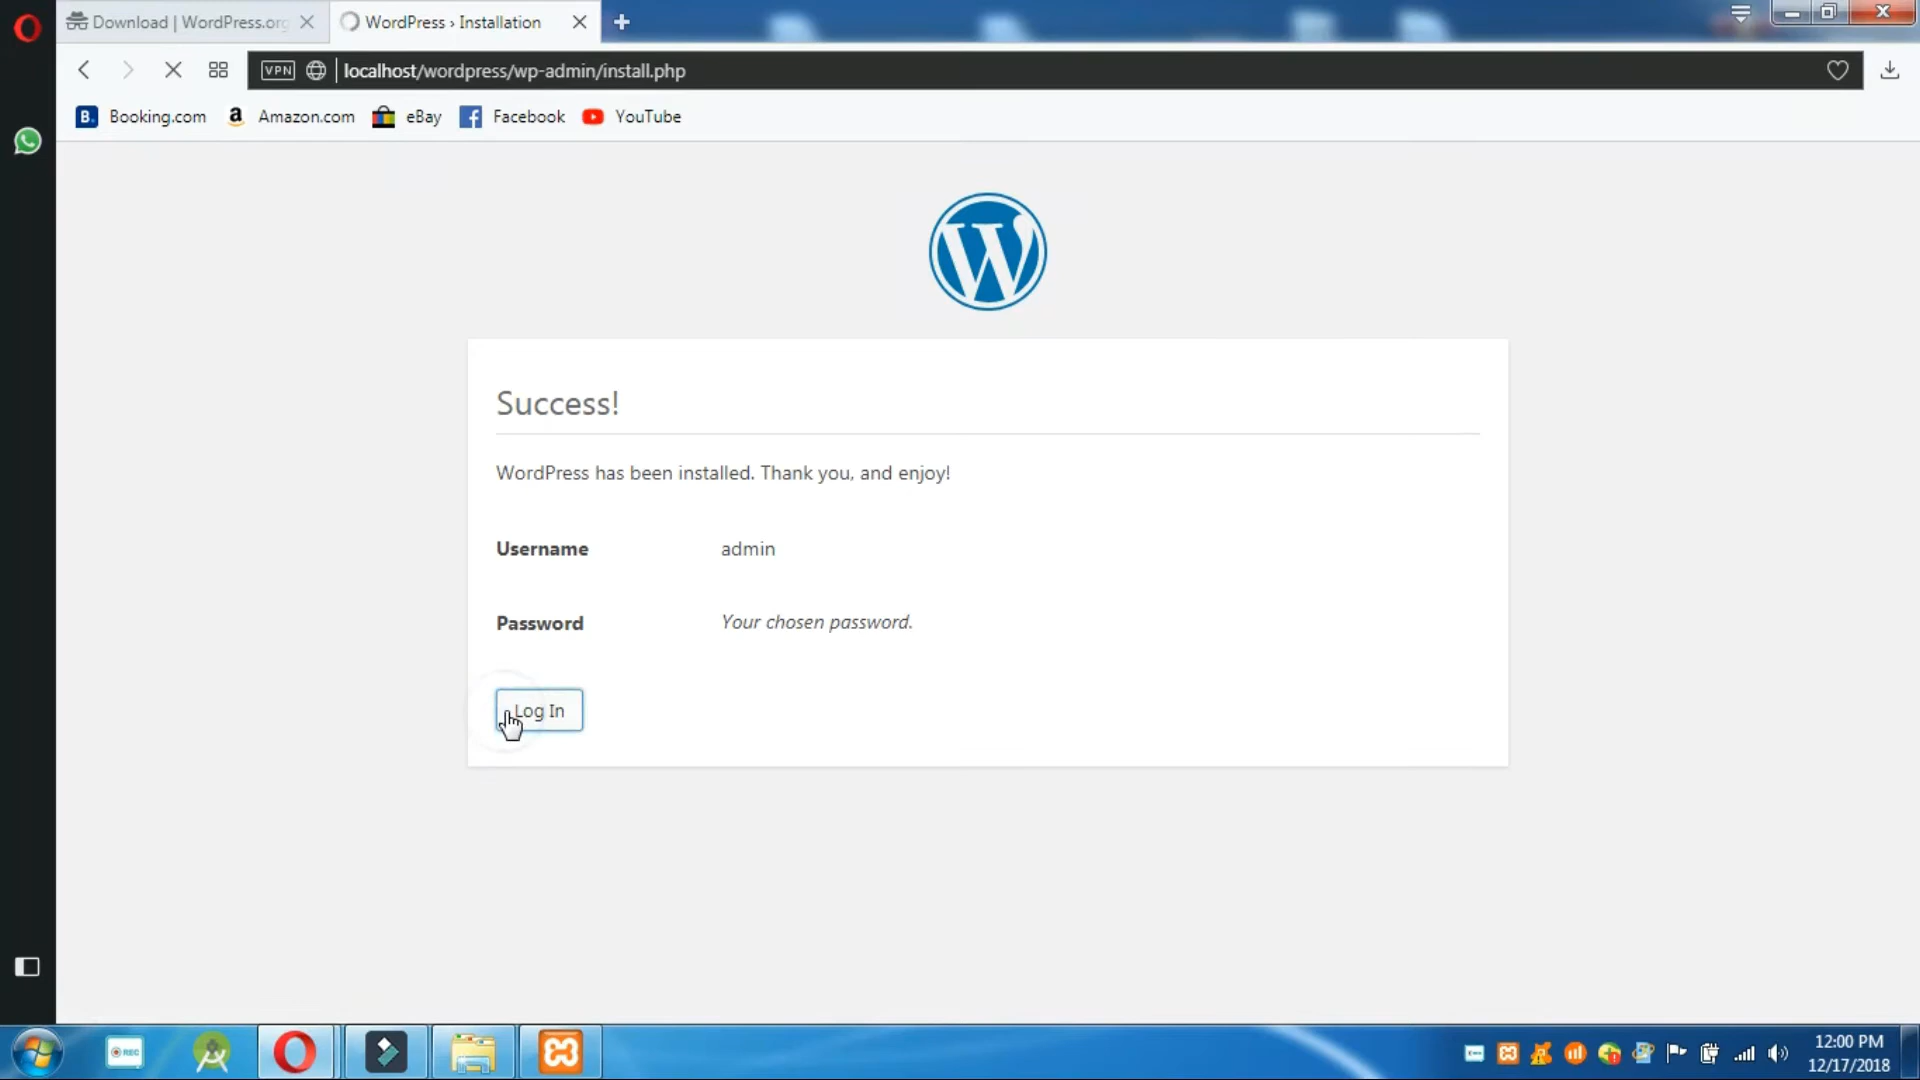 Download | WordPress.org
WordPress › Installation
VPN
localhost/wordpress/wp-admin/install.php
B. Booking.com
a Amazon.com
eBay
Facebook
YouTube
Success!
WordPress has been installed. Thank you, and enjoy!
Username admin
Password Your chosen password.
Log In
REC
12:00 PM
12/17/2018